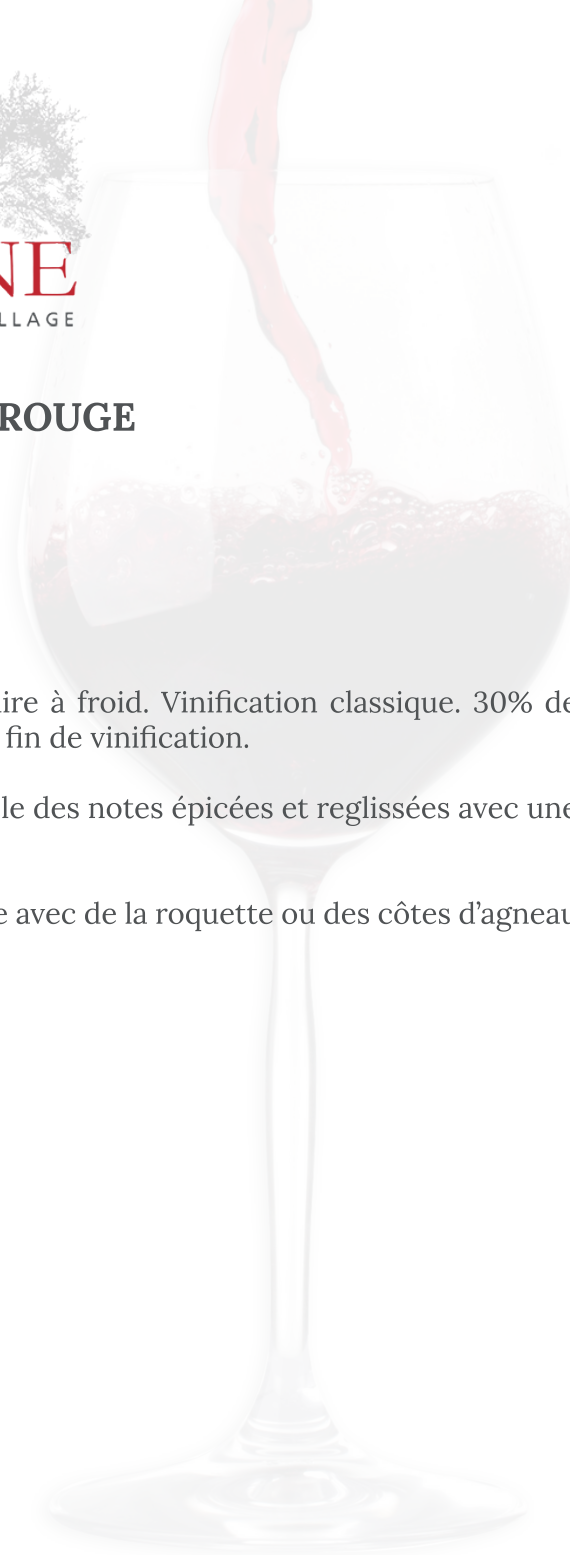 NE
LLAGE
ROUGE
ire à froid. Vinification classique. 30% de
fin de vinification.
le des notes épicées et reglissées avec une
e avec de la roquette ou des côtes d'agneau